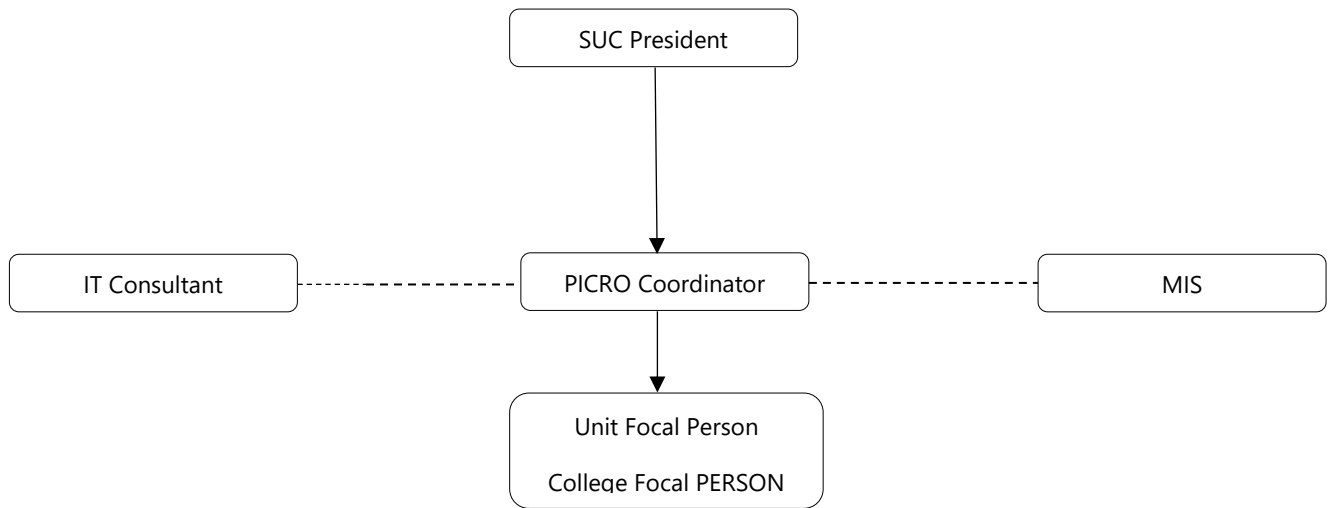 SUC President
IT Consultant
PICRO Coordinator
MIS
Unit Focal Person
College Focal PERSON